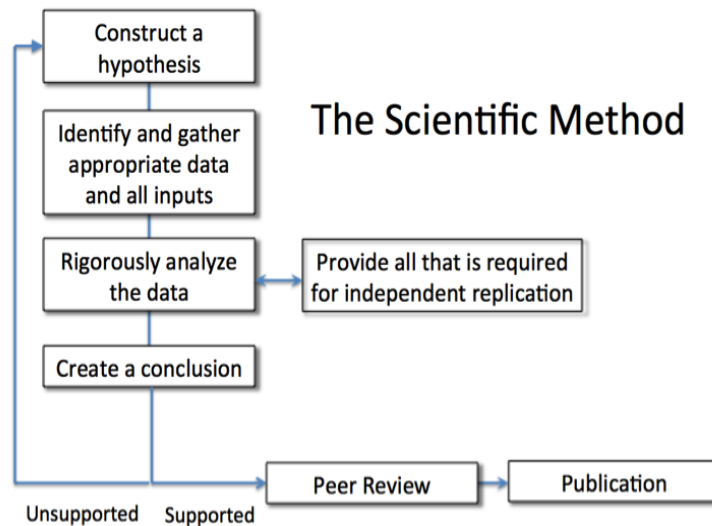 Construct a
hypothesis
The Scientific Method
Identify and gather
appropriate data
and all inputs
Rigorously analyze
the data
Provide all that is required
for independent replication
Create a conclusion
Peer Review
Publication
Unsupported
Supported